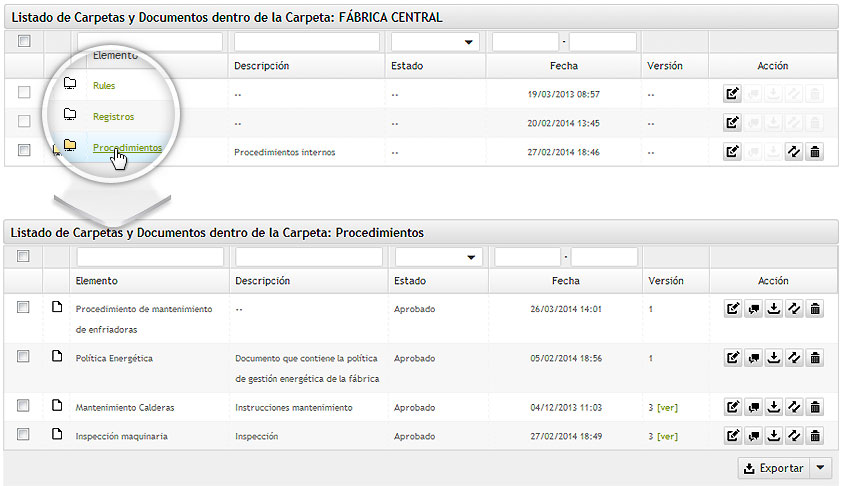 Listado de Carpetas y Documentos dentro de la Carpeta: FÁBRICA CENTRAL
-
Elemento Descripción Estado Fecha Versión Acción
Rules -- -- 19/03/2013 08:57 --
Registros -- -- 20/02/2014 13:45 --
Procedimientos Procedimientos internos -- 27/02/2014 18:46 --
Listado de Carpetas y Documentos dentro de la Carpeta: Procedimientos
-
Elemento Descripción Estado Fecha Versión Acción
Procedimiento de mantenimiento -- Aprobado 26/03/2014 14:01 1
de enfriadoras
Política Energética Documento que contiene la política Aprobado 05/02/2014 18:56 1
de gestión energética de la fábrica
Mantenimiento Calderas Instrucciones mantenimiento Aprobado 04/12/2013 11:03 3 [ver]
Inspección maquinaria Inspección Aprobado 27/02/2014 18:49 3 [ver]
Exportar